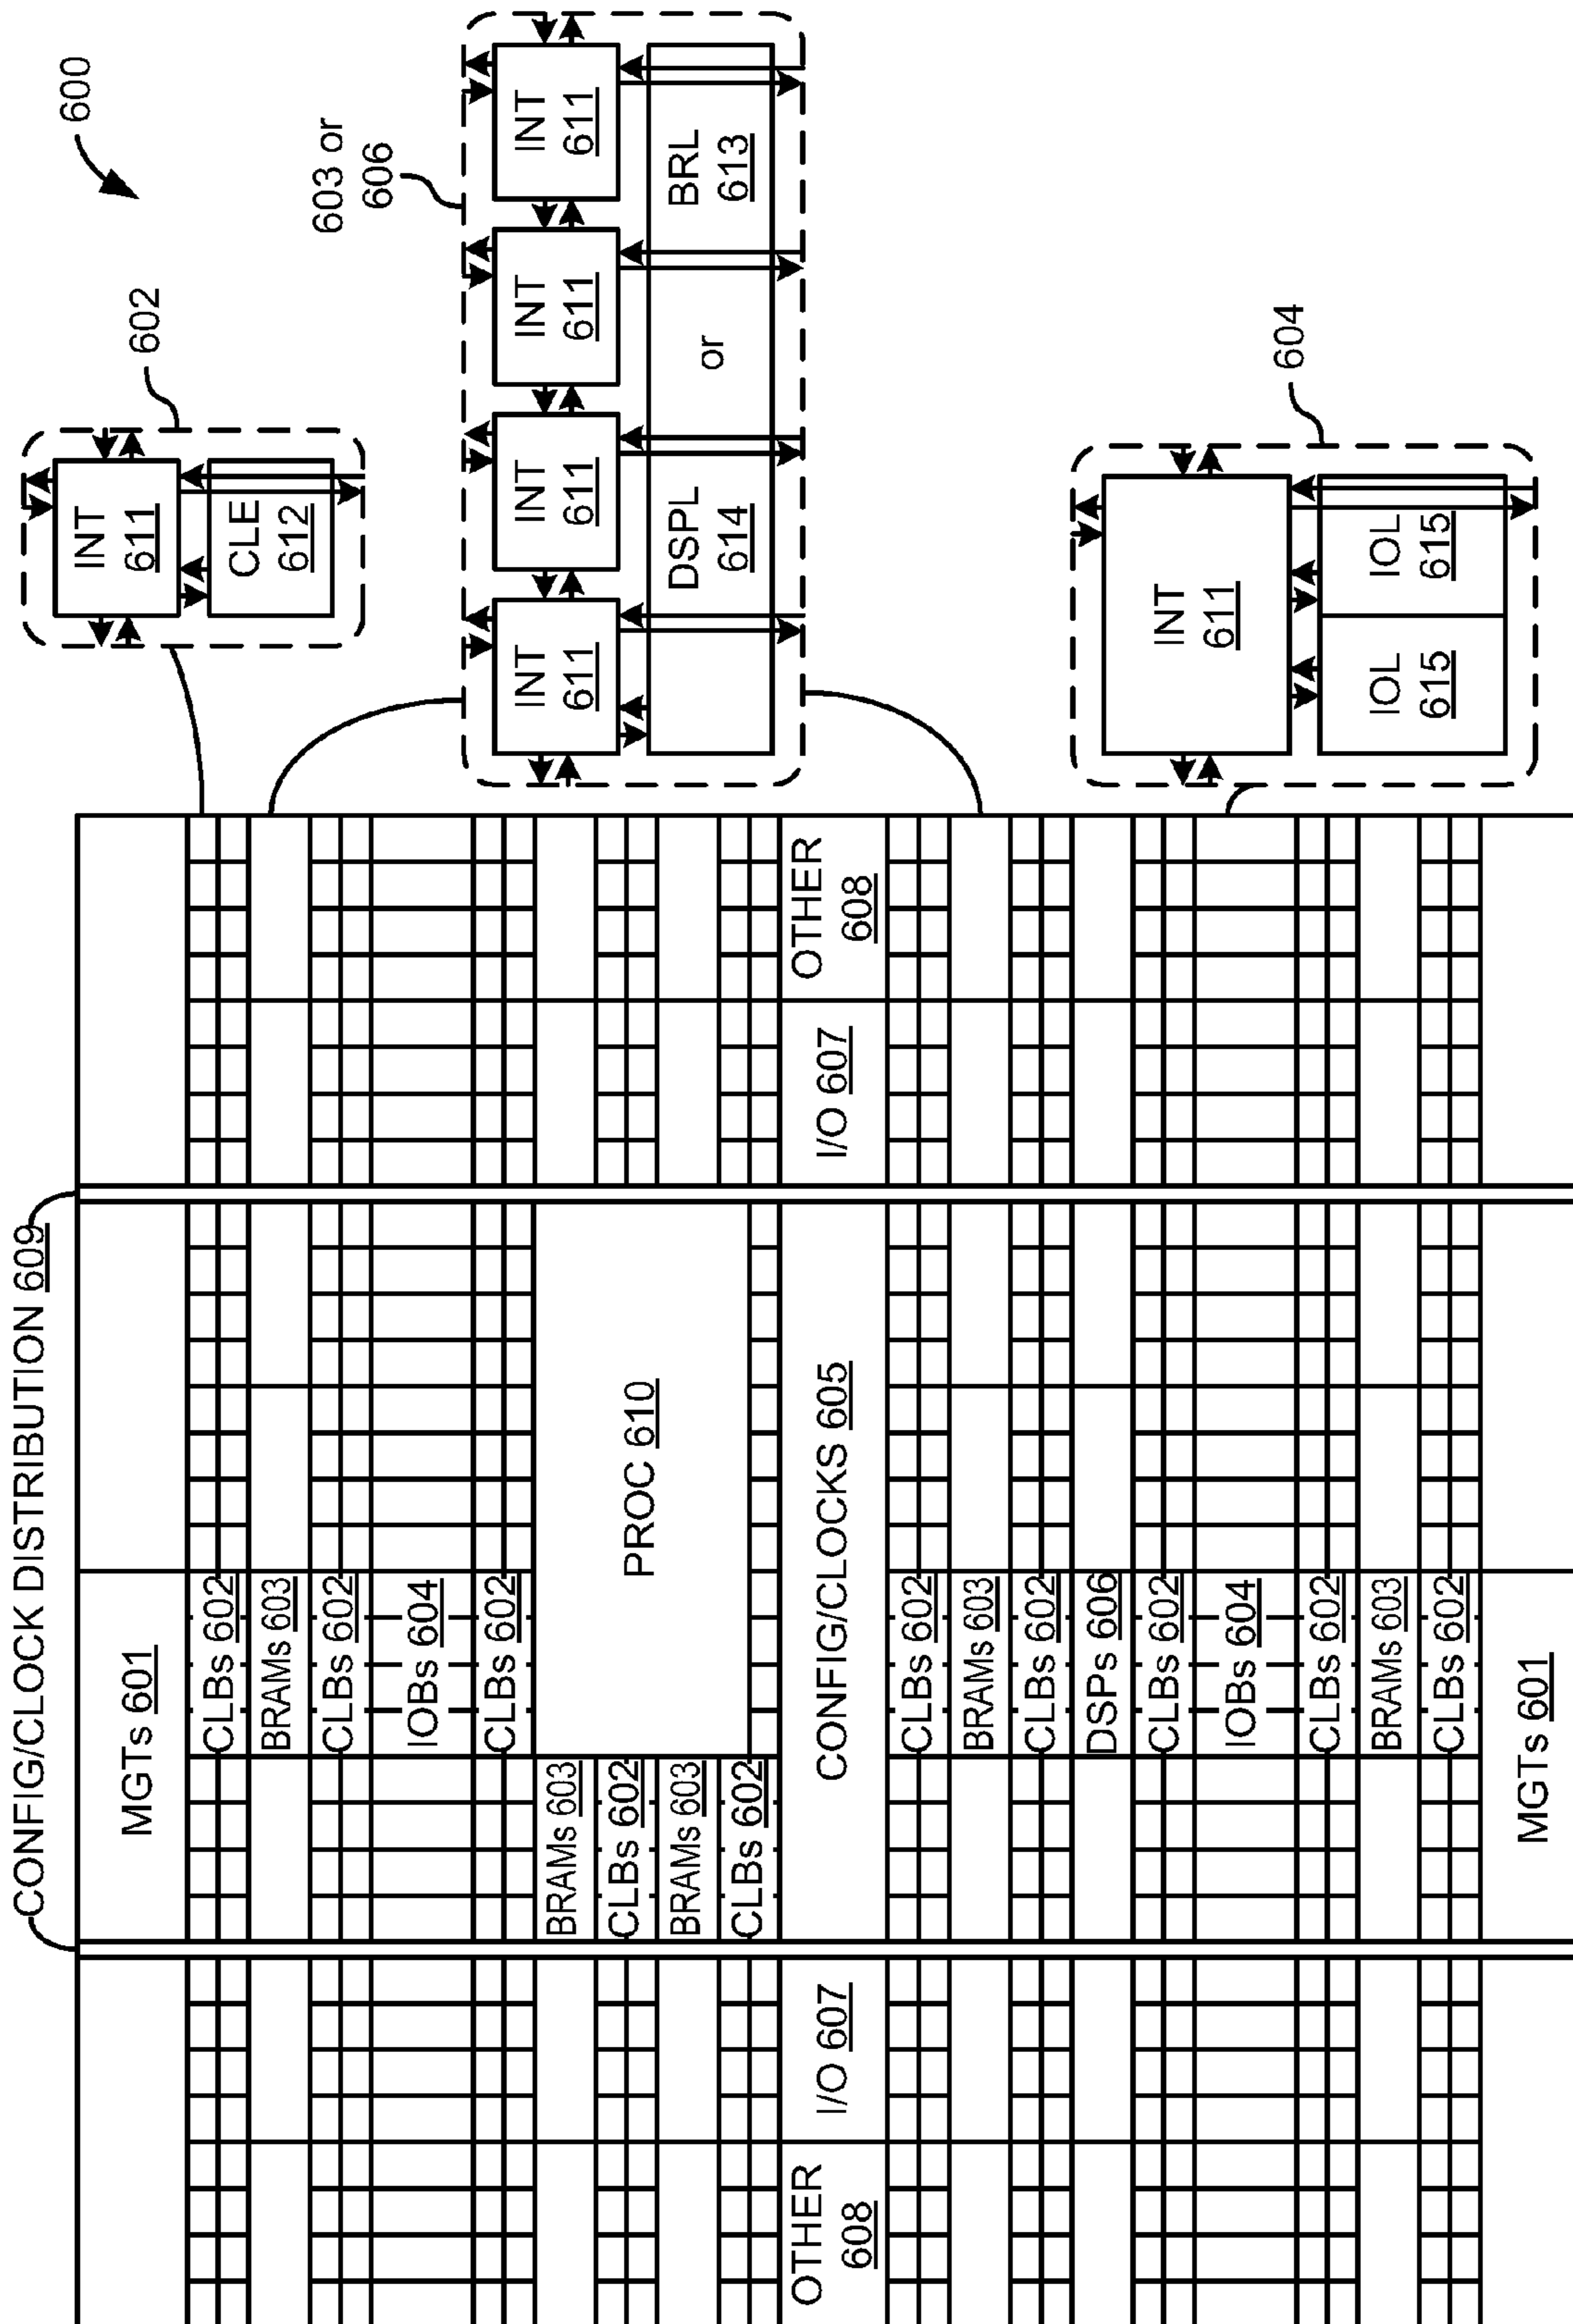 600
CONFIG/CLOCK DISTRIBUTION 609
MGTs 601
CLBs 602
BRAMs 603
CLBs 602
IOBs 604
CLBs 602
BRAMs 603
CLBs 602
BRAMs 603
CLBs 602
PROC 610
OTHER
608
I/O 607
CONFIG/CLOCKS 605
I/O 607
OTHER
608
CLBs 602
BRAMs 603
CLBs 602
DSPs 606
CLBs 602
IOBs 604
CLBs 602
BRAMs 603
CLBs 602
MGTs 601
602
INT
611
CLE
612
603 or
606
INT
611
INT
611
INT
611
INT
611
DSPL
614
or
BRL
613
604
INT
611
IOL
615
IOL
615